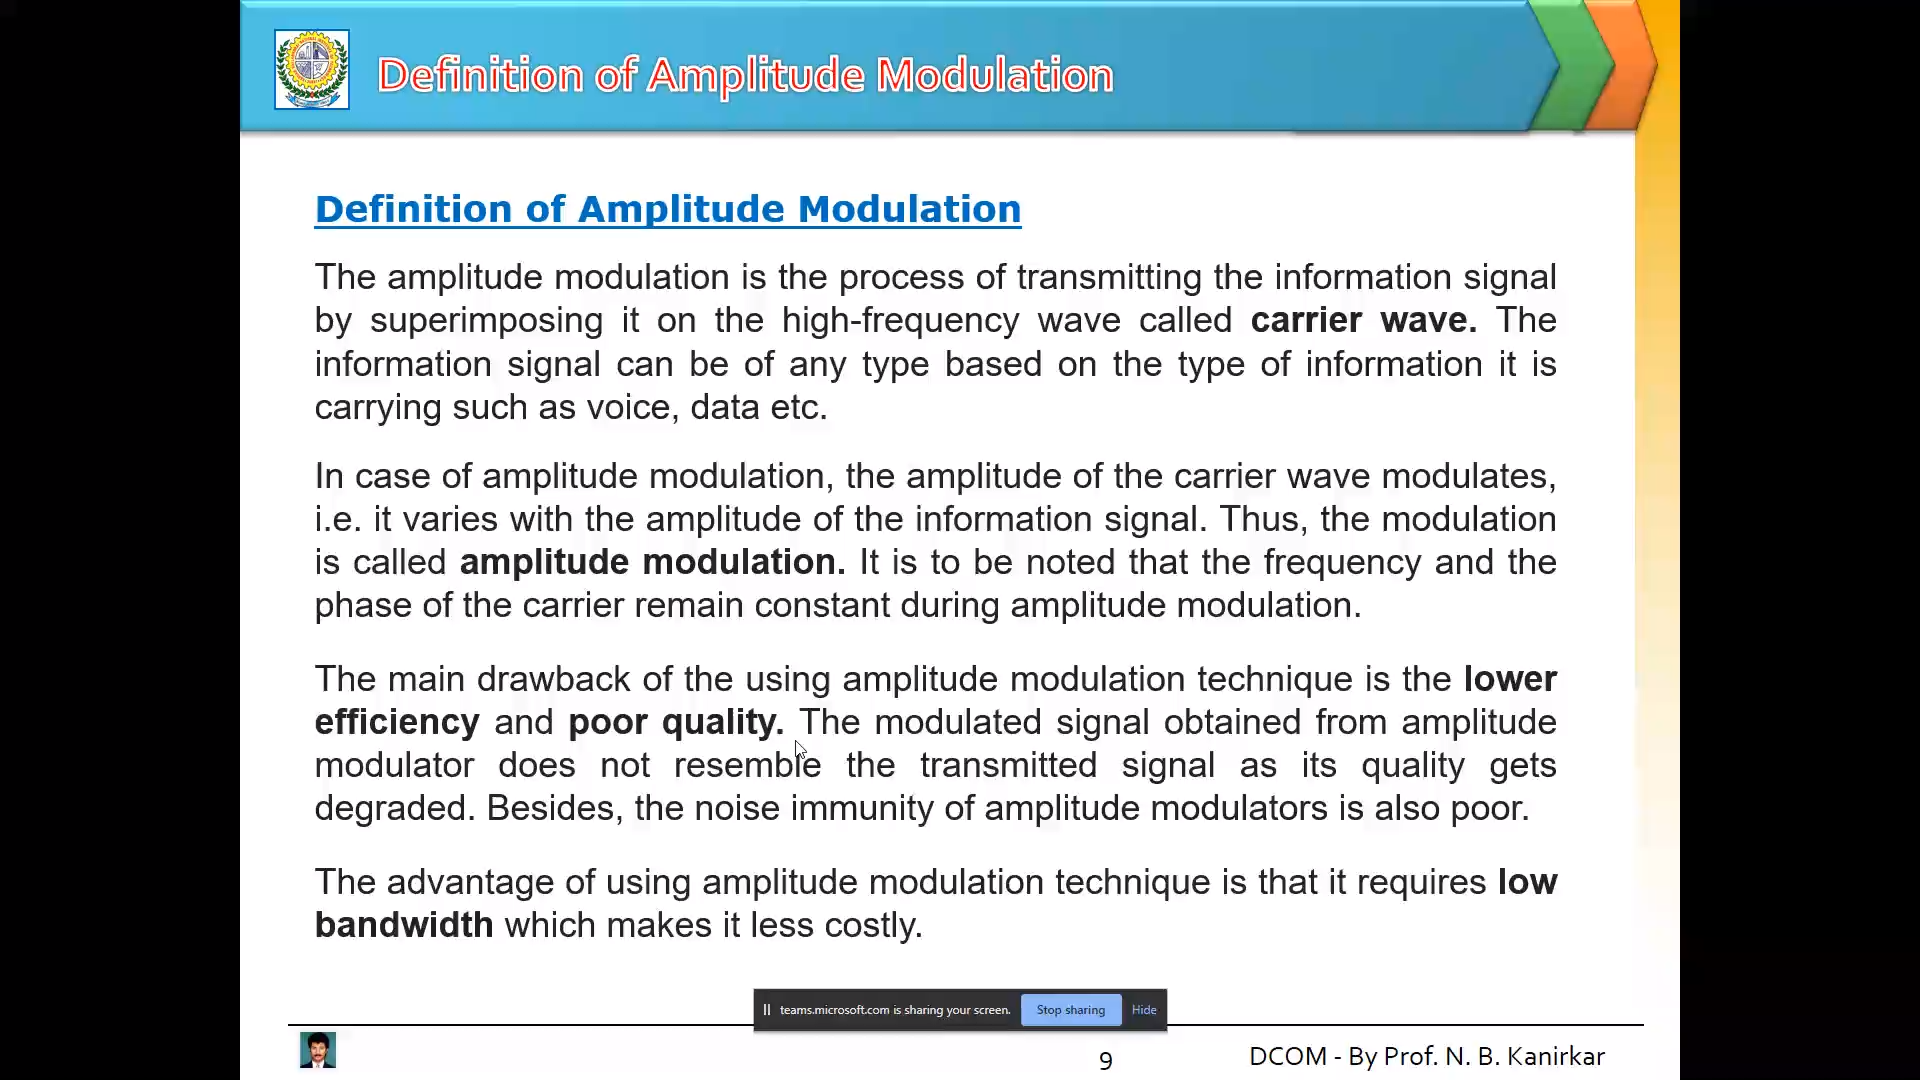 Definition of Amplitude Modulation
Definition of Amplitude Modulation
The amplitude modulation is the process of transmitting the information signal
by superimposing it on the high-frequency wave called carrier wave. The
information signal can be of any type based on the type of information it is
carrying such as voice, data etc.
In case of amplitude modulation, the amplitude of the carrier wave modulates,
i.e. it varies with the amplitude of the information signal. Thus, the modulation
is called amplitude modulation. It is to be noted that the frequency and the
phase of the carrier remain constant during amplitude modulation.
The main drawback of the using amplitude modulation technique is the lower
efficiency and poor quality. The modulated signal obtained from amplitude
modulator does not resemble the transmitted signal as its quality gets
degraded. Besides, the noise immunity of amplitude modulators is also poor.
The advantage of using amplitude modulation technique is that it requires low
bandwidth which makes it less costly.
teams.microsoft.com is sharing your screen. Stop sharing Hide
9 DCOM - By Prof. N. B. Kanirkar